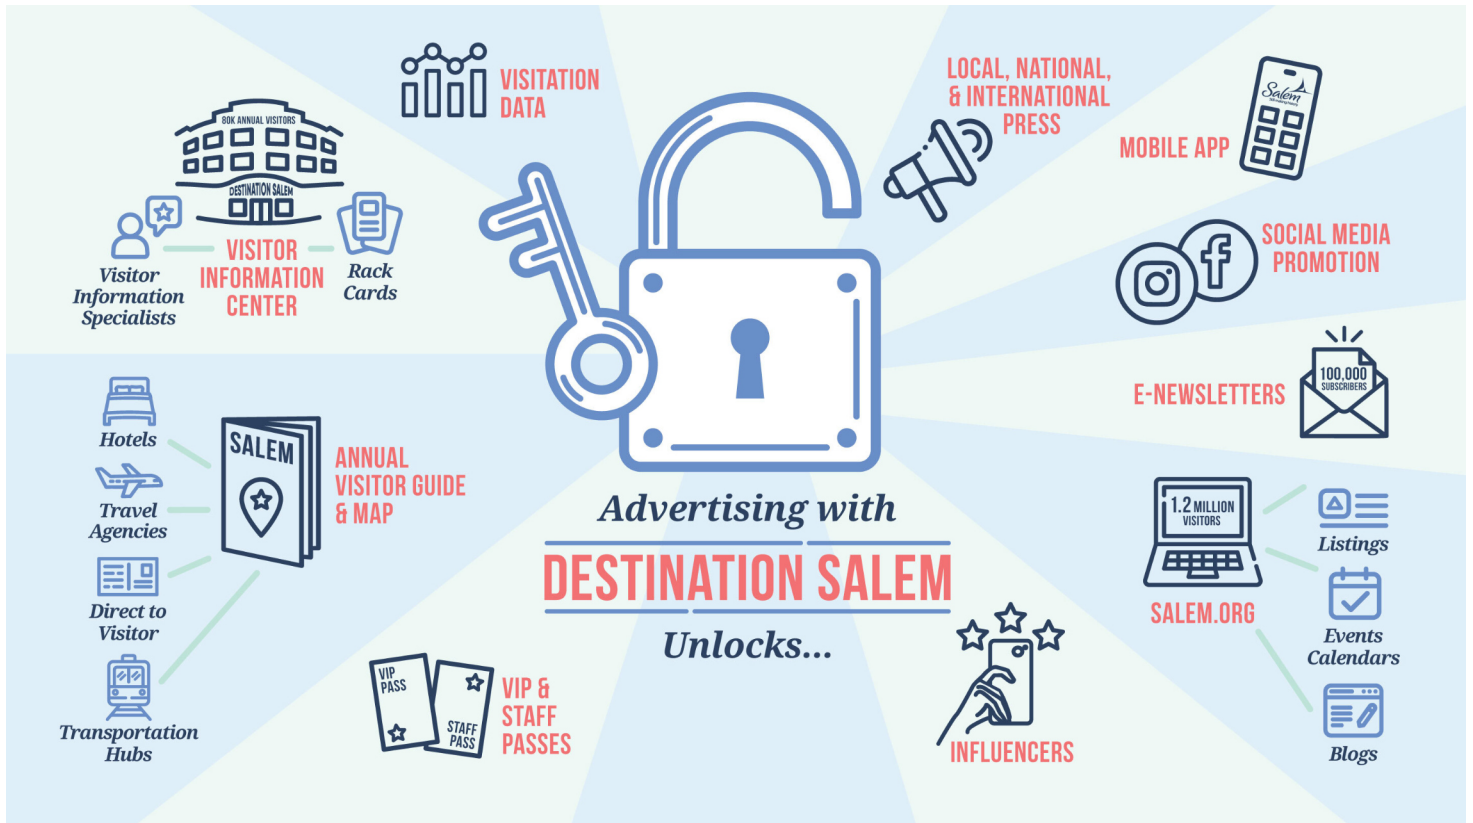 VISITATION
DATA
LOCAL, NATIONAL,
& INTERNATIONAL
PRESS
MOBILE APP
Salem
80K ANNUAL VISITORS
DESTINATION SALEM
VISITOR
INFORMATION
CENTER
Visitor
Information
Specialists
Rack
Cards
SOCIAL MEDIA
PROMOTION
E-NEWSLETTERS
100,000
SUBSCRIBERS
Hotels
Travel
Agencies
Direct to
Visitor
Transportation
Hubs
SALEM
ANNUAL
VISITOR GUIDE
& MAP
Advertising with
DESTINATION SALEM
Unlocks...
1.2 MILLION
VISITORS
SALEM.ORG
Listings
Events
Calendars
Blogs
VIP
PASS
STAFF
PASS
VIP &
STAFF
PASSES
INFLUENCERS